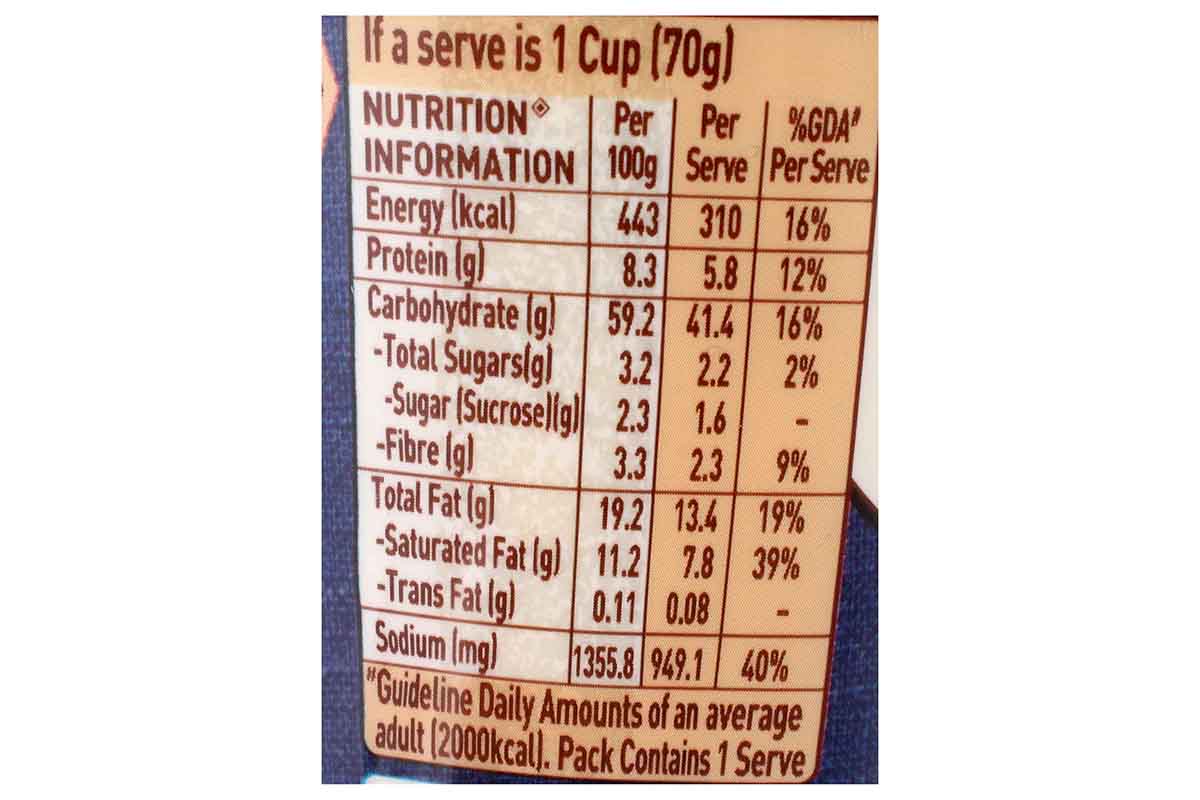 If a serve is 1 Cup (70g)
NUTRITION INFORMATION Per 100g Per Serve %GDA# Per Serve
Energy (kcal) 443 310 16%
Protein (g) 8.3 5.8 12%
Carbohydrate (g) 59.2 41.4 16%
-Total Sugars(g) 3.2 2.2 2%
-Sugar (Sucrose)(g) 2.3 1.6 -
-Fibre (g) 3.3 2.3 9%
Total Fat (g) 19.2 13.4 19%
-Saturated Fat (g) 11.2 7.8 39%
-Trans Fat (g) 0.11 0.08 -
Sodium (mg) 1355.8 949.1 40%
#Guideline Daily Amounts of an average
adult (2000kcal). Pack Contains 1 Serve